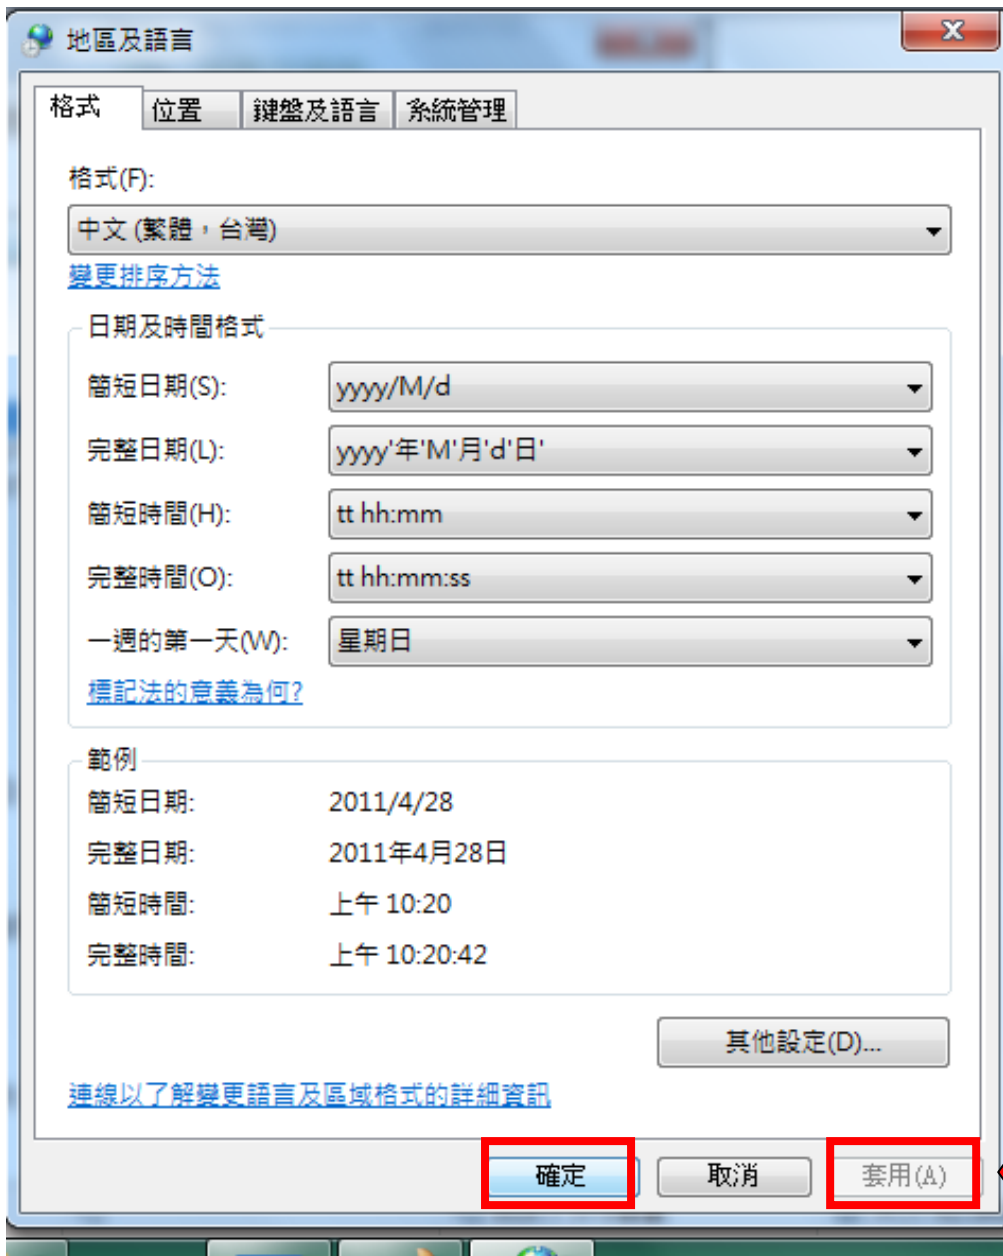 地區及語言
格式 位置 鍵盤及語言 系統管理
格式(F):
中文 (繁體，台灣)
變更排序方法
日期及時間格式
簡短日期(S): yyyy/M/d
完整日期(L): yyyy'年'M'月'd'日'
簡短時間(H): tt hh:mm
完整時間(O): tt hh:mm:ss
一週的第一天(W): 星期日
標記法的意義為何?
範例
簡短日期: 2011/4/28
完整日期: 2011年4月28日
簡短時間: 上午 10:20
完整時間: 上午 10:20:42
其他設定(D)...
連線以了解變更語言及區域格式的詳細資訊
確定 取消 套用(A)